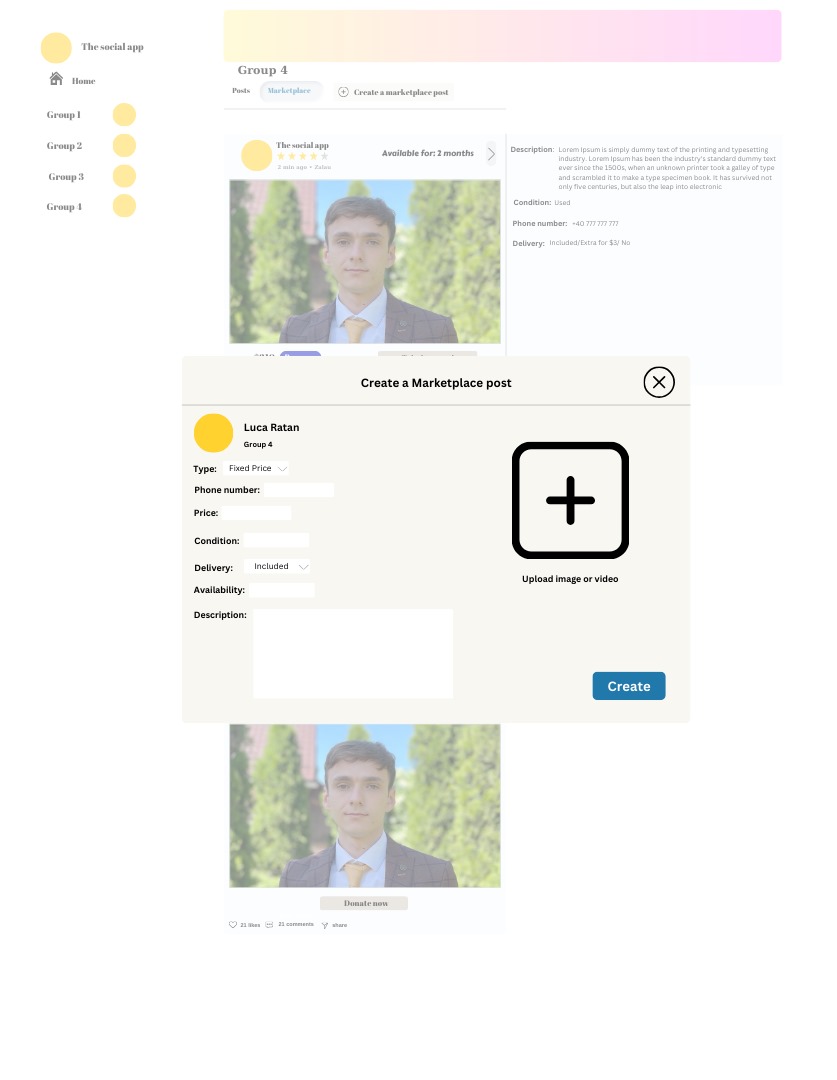 The social app
Home
Group 1
Group 2
Group 3
Group 4
Group 4
Posts
Marketplace
Create a marketplace post
The social app
2 min ago • Zalau
Available for: 2 months
Description: Lorem Ipsum is simply dummy text of the printing and typesetting
industry. Lorem Ipsum has been the industry's standard dummy text
ever since the 1500s, when an unknown printer took a galley of type
and scrambled it to make a type specimen book. It has survived not
only five centuries, but also the leap into electronic
Condition: Used
Phone number: +40 777 777 777
Delivery: Included/Extra for $3/ No
Create a Marketplace post
Luca Ratan
Group 4
Type: Fixed Price
Phone number:
Price:
Condition:
Delivery: Included
Availability:
Description:
Upload image or video
Create
Donate now
21 likes
21 comments
share